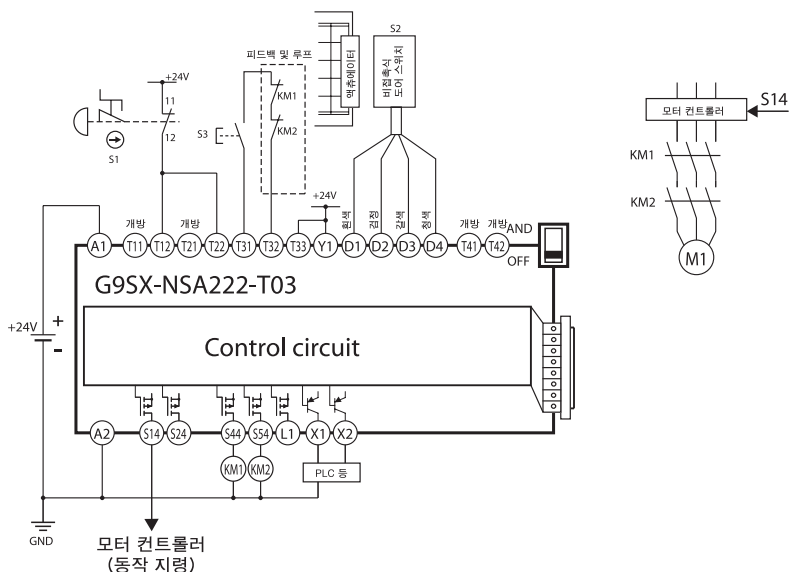 S2
피드백 및 루프
+24V
11
12
S1
S3
KM1
KM2
액츄에이터
비접촉식
도어 스위치
S14
모터 컨트롤러
KM1
KM2
M1
+24V
흰색
검정
갈색
청색
개방
개방
개방
개방
AND
OFF
A1
T11
T12
T21
T22
T31
T32
T33
Y1
D1
D2
D3
D4
T41
T42
G9SX-NSA222-T03
+24V
+
-
Control circuit
A2
S14
S24
S44
S54
L1
X1
X2
KM1
KM2
PLC 등
GND
모터 컨트롤러
(동작 지령)